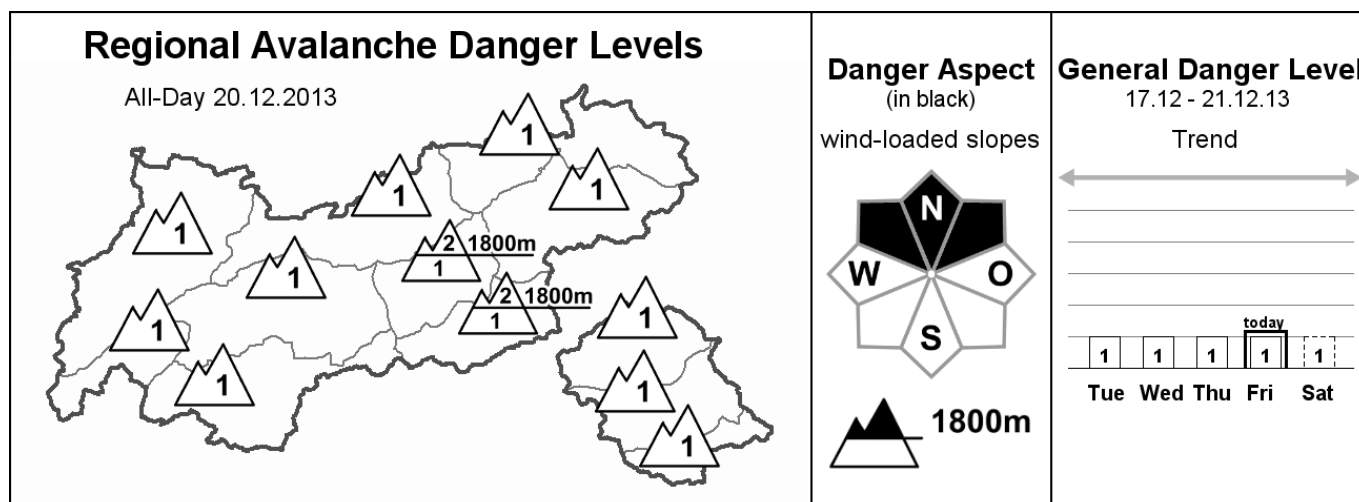 Regional Avalanche Danger Levels
All-Day 20.12.2013
1
1
1
1
1
2 1800m
1
1
2 1800m
1
1
1
1
1
1
Danger Aspect
(in black)
wind-loaded slopes
N
W
O
S
1800m
General Danger Level
17.12 - 21.12.13
Trend
today
1 1 1 1 1
Tue Wed Thu Fri Sat